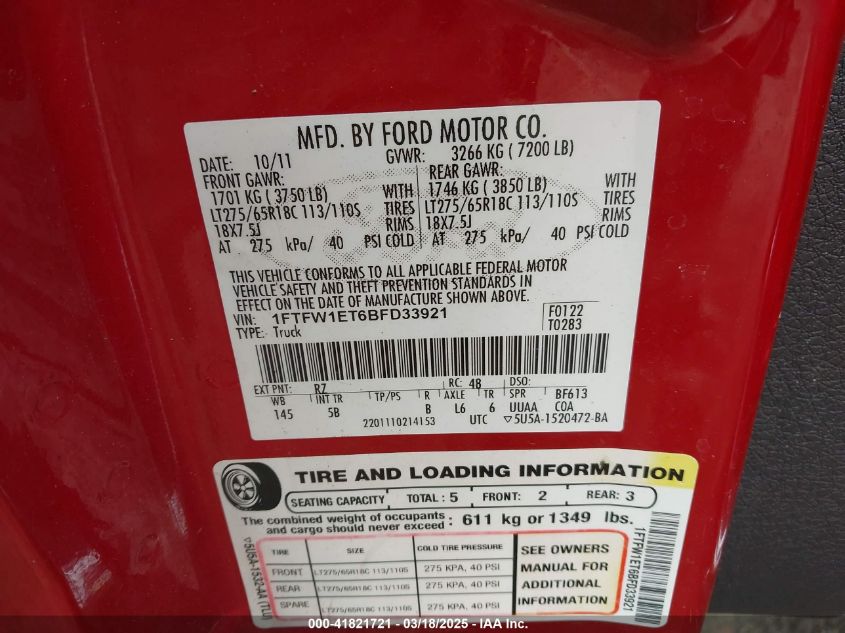 MFD. BY FORD MOTOR CO.
DATE: 10/11 GVWR: 3266 KG ( 7200 LB)
FRONT GAWR: REAR GAWR:
1701 KG ( 3750 LB) WITH 1746 KG ( 3850 LB) WITH
LT275/65R18C 113/110S TIRES LT275/65R18C 113/110S TIRES
18X7.5J RIMS 18X7.5J RIMS
AT 275 kPa/ 40 PSI COLD AT 275 kPa/ 40 PSI COLD
THIS VEHICLE CONFORMS TO ALL APPLICABLE FEDERAL MOTOR
VEHICLE SAFETY AND THEFT PREVENTION STANDARDS IN
EFFECT ON THE DATE OF MANUFACTURE SHOWN ABOVE.
VIN: 1FTFW1ET6BFD33921 F0122
TYPE: Truck T0283
EXT PNT: RZ RC: 48 DSO:
WB INT TR TP/PS R AXLE TR SPR BF613
145 5B B L6 6 UUAA COA
2201110214153 UTC ▽5U5A-1520472-BA
TIRE AND LOADING INFORMATION
SEATING CAPACITY TOTAL : 5 FRONT: 2 REAR: 3
The combined weight of occupants and cargo should never exceed : 611 kg or 1349 lbs.
TIRE SIZE COLD TIRE PRESSURE
FRONT LT275/65R18C 113/110S 275 KPA, 40 PSI
REAR LT275/65R18C 113/110S 275 KPA, 40 PSI
SPARE LT275/65R18C 113/110S 275 KPA, 40 PSI
SEE OWNERS
MANUAL FOR
ADDITIONAL
INFORMATION
▽5U5A-1532-AA (TLU)
1FTFW1ET6BFD33921
000-41821721 - 03/18/2025 - IAA Inc.